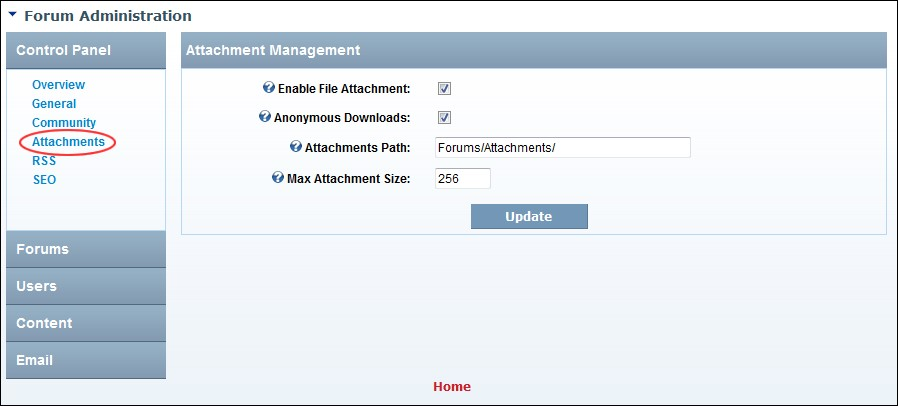 Forum Administration
Control Panel
Overview
General
Community
Attachments
RSS
SEO
Forums
Users
Content
Email
Attachment Management
Enable File Attachment:
Anonymous Downloads:
Attachments Path: Forums/Attachments/
Max Attachment Size: 256
Update
Home